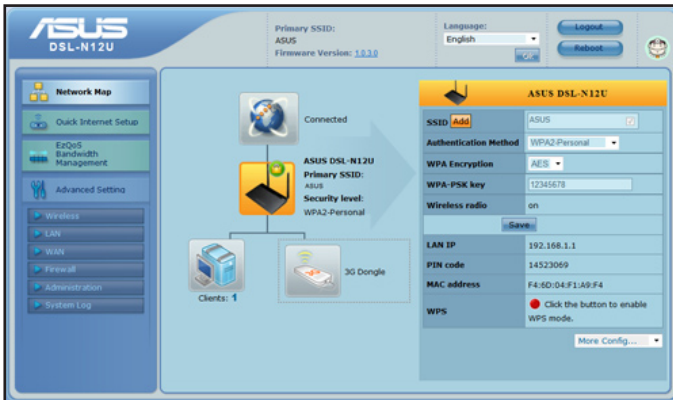 ASUS
DSL-N12U
Primary SSID:
ASUS
Firmware Version: 1.0.3.0
Language:
English
Logout
Reboot
Network Map
Quick Internet Setup
EzQoS
Bandwidth
Management
Advanced Setting
Wireless
LAN
WAN
Firewall
Administration
System Log
Connected
ASUS DSL-N12U
Primary SSID:
ASUS
Security level:
WPA2-Personal
Clients: 1
3G Dongle
ASUS DSL-N12U
SSID Add ASUS
Authentication Method WPA2-Personal
WPA Encryption AES
WPA-PSK key 12345678
Wireless radio on
Save
LAN IP 192.168.1.1
PIN code 14523069
MAC address F4:6D:04:F1:A9:F4
WPS Click the button to enable
WPS mode.
More Config...